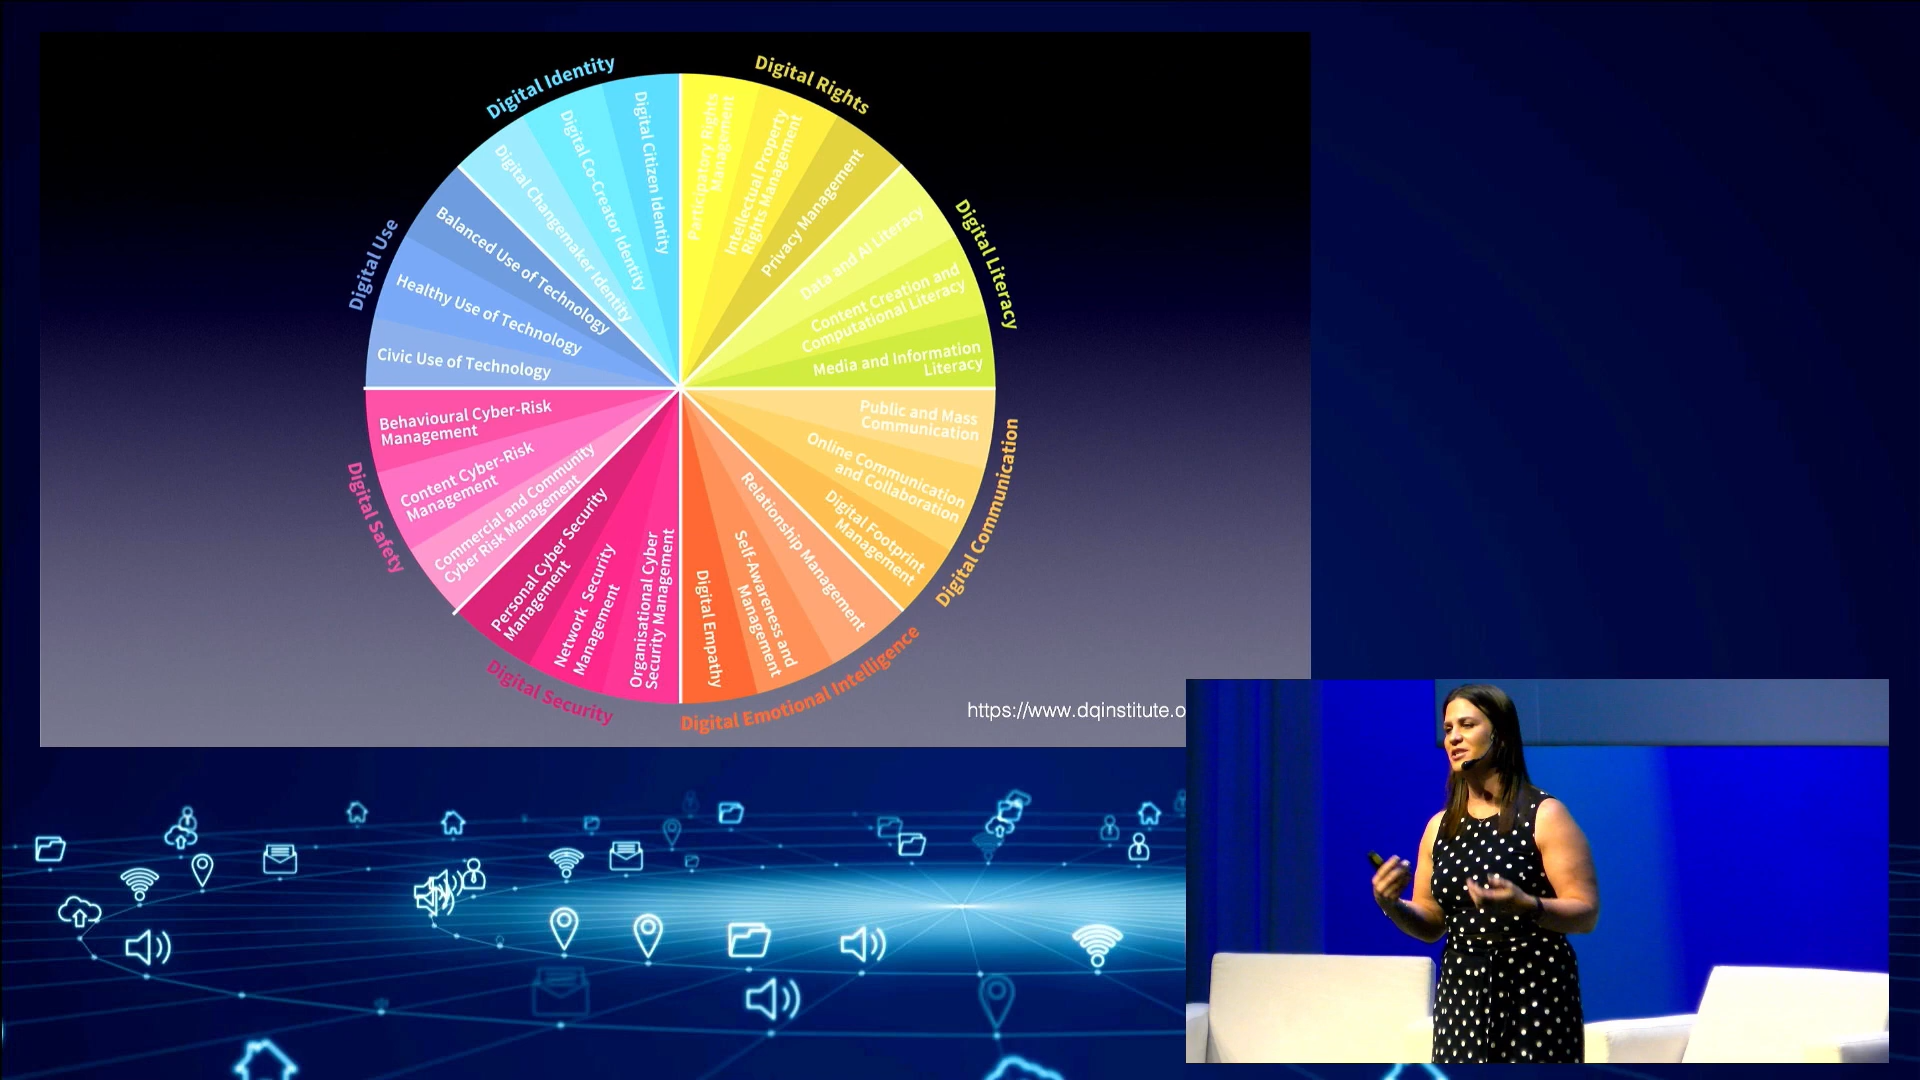 Digital Identity
Digital Citizen Identity
Digital Co-Creator Identity
Digital Changemaker Identity
Digital Rights
Participatory Rights
Management
Intellectual Property
Rights Management
Privacy Management
Digital Literacy
Data and AI Literacy
Content Creation and
Computational Literacy
Media and Information
Literacy
Digital Communication
Public and Mass
Communication
Online Communication
and Collaboration
Digital Footprint
Management
Digital Emotional Intelligence
Relationship Management
Self-Awareness and
Management
Digital Empathy
Digital Security
Organisational Cyber
Security Management
Network Security
Management
Personal Cyber Security
Management
Digital Safety
Commercial and Community
Cyber Risk Management
Content Cyber-Risk
Management
Behavioural Cyber-Risk
Management
Digital Use
Civic Use of Technology
Healthy Use of Technology
Balanced Use of Technology
https://www.dqinstitute.o